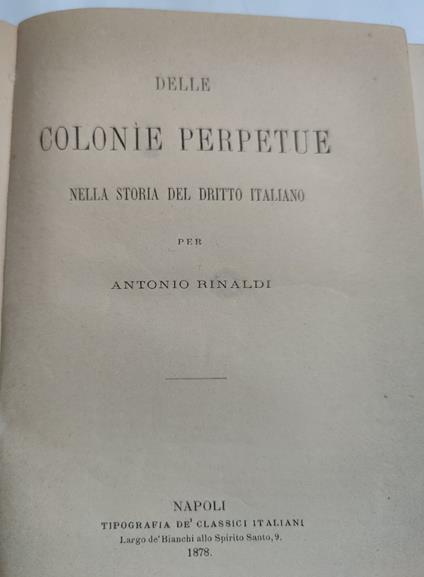 DELLE
COLONÌE PERPETUE
NELLA STORIA DEL DRITTO ITALIANO
PER
ANTONIO RINALDI
NAPOLI
TIPOGRAFIA DE' CLASSICI ITALIANI
Largo de' Bianchi allo Spirito Santo, 9.
1878.